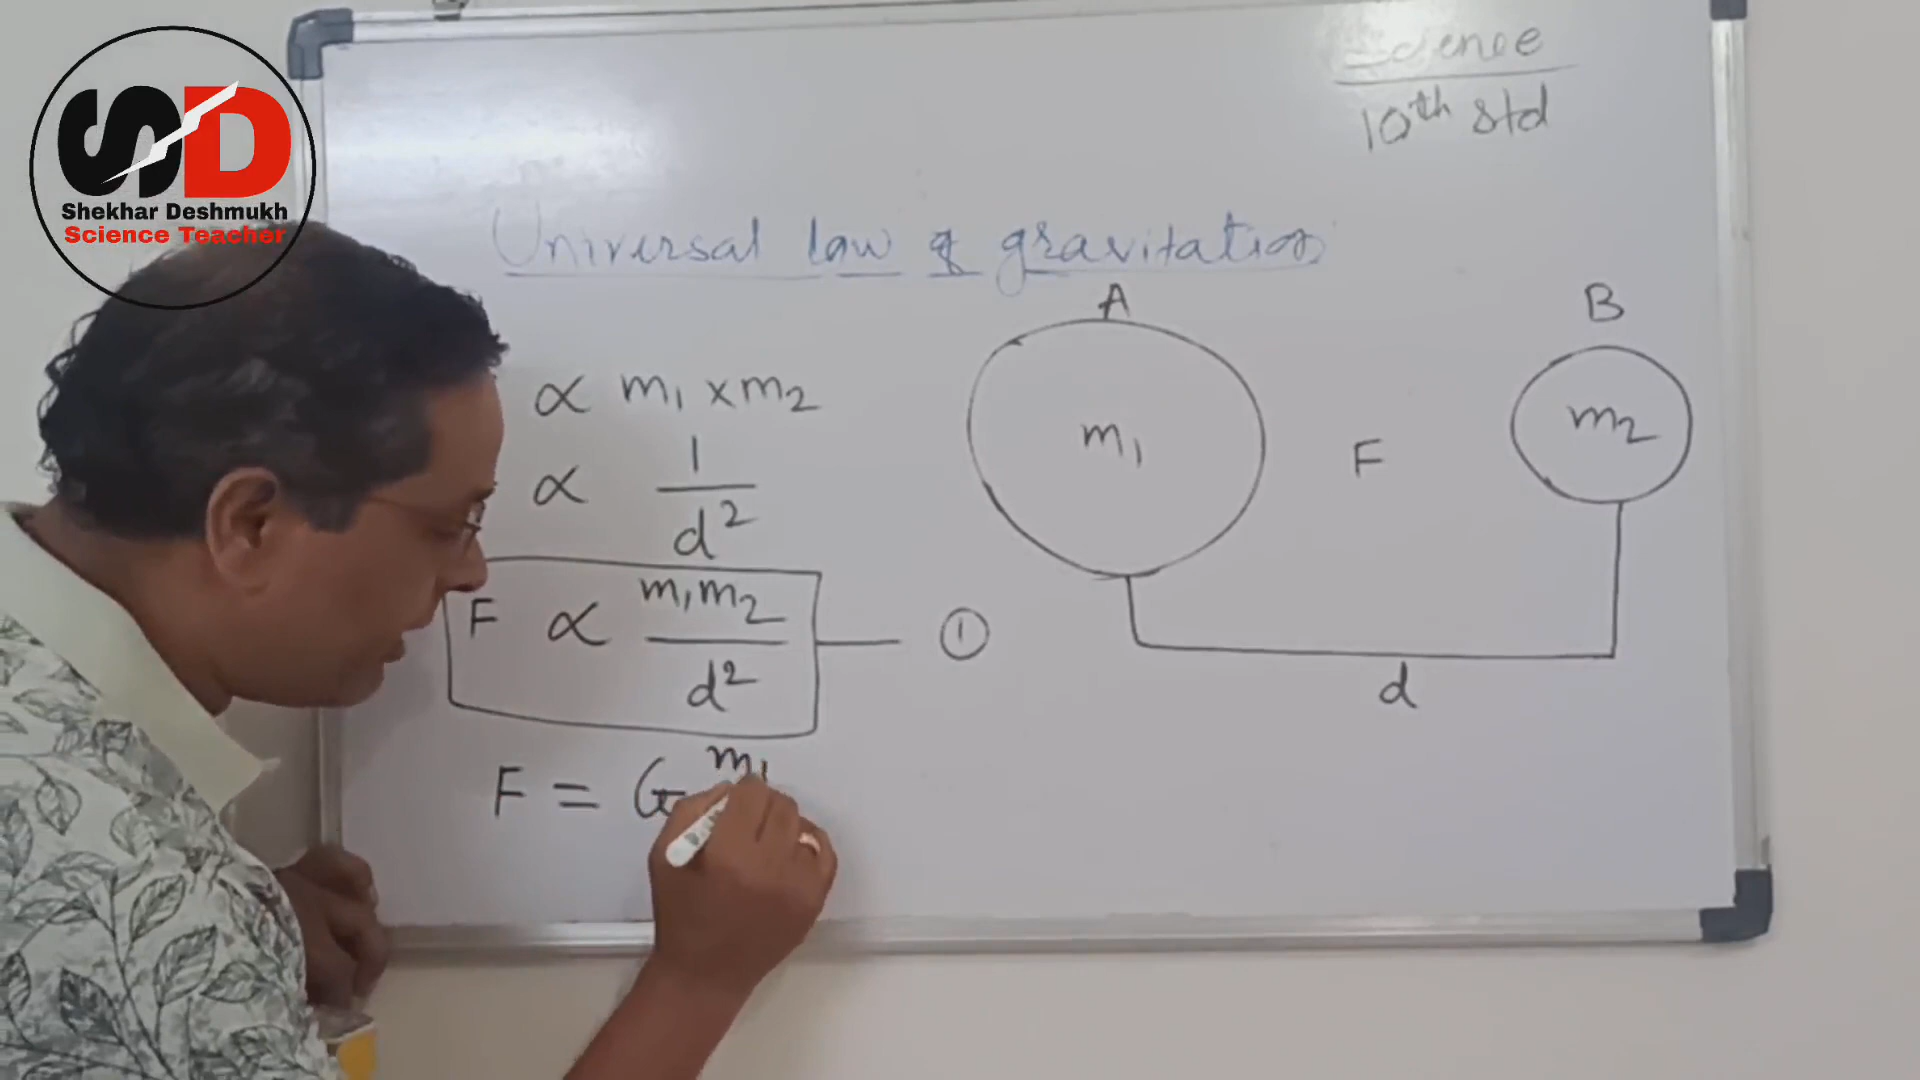 SD
Shekhar Deshmukh
Science Teacher
Science
10th std
Universal law of gravitation
A
B
∝ m1 x m2
∝ 1/d²
m1
F
m2
F ∝ m1m2/d²
1
d
F = G m1